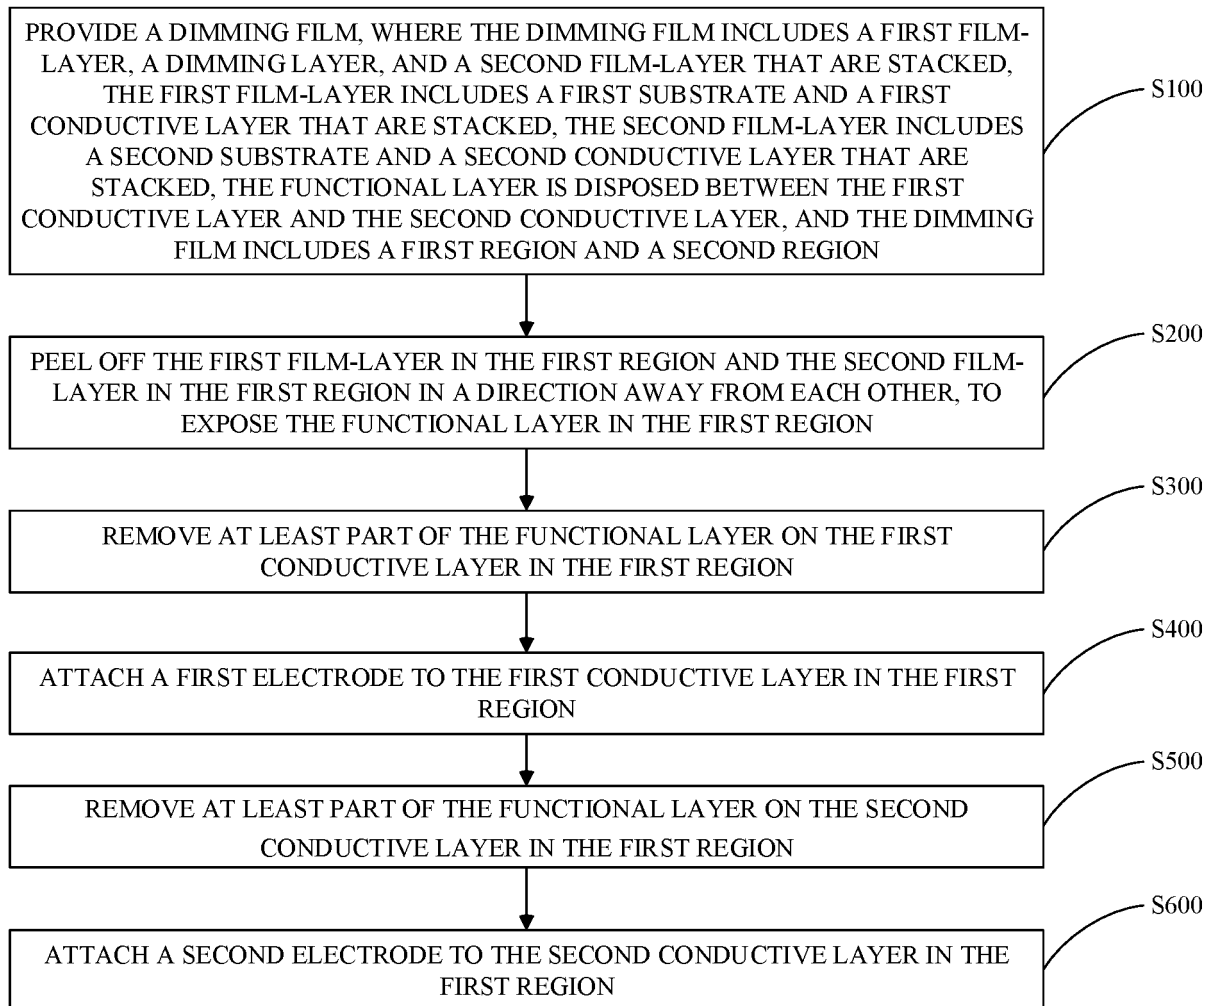 PROVIDE A DIMMING FILM, WHERE THE DIMMING FILM INCLUDES A FIRST FILM-
LAYER, A DIMMING LAYER, AND A SECOND FILM-LAYER THAT ARE STACKED,
THE FIRST FILM-LAYER INCLUDES A FIRST SUBSTRATE AND A FIRST
CONDUCTIVE LAYER THAT ARE STACKED, THE SECOND FILM-LAYER INCLUDES
A SECOND SUBSTRATE AND A SECOND CONDUCTIVE LAYER THAT ARE
STACKED, THE FUNCTIONAL LAYER IS DISPOSED BETWEEN THE FIRST
CONDUCTIVE LAYER AND THE SECOND CONDUCTIVE LAYER, AND THE DIMMING
FILM INCLUDES A FIRST REGION AND A SECOND REGION
S100
PEEL OFF THE FIRST FILM-LAYER IN THE FIRST REGION AND THE SECOND FILM-
LAYER IN THE FIRST REGION IN A DIRECTION AWAY FROM EACH OTHER, TO
EXPOSE THE FUNCTIONAL LAYER IN THE FIRST REGION
S200
REMOVE AT LEAST PART OF THE FUNCTIONAL LAYER ON THE FIRST
CONDUCTIVE LAYER IN THE FIRST REGION
S300
ATTACH A FIRST ELECTRODE TO THE FIRST CONDUCTIVE LAYER IN THE FIRST
REGION
S400
REMOVE AT LEAST PART OF THE FUNCTIONAL LAYER ON THE SECOND
CONDUCTIVE LAYER IN THE FIRST REGION
S500
ATTACH A SECOND ELECTRODE TO THE SECOND CONDUCTIVE LAYER IN THE
FIRST REGION
S600